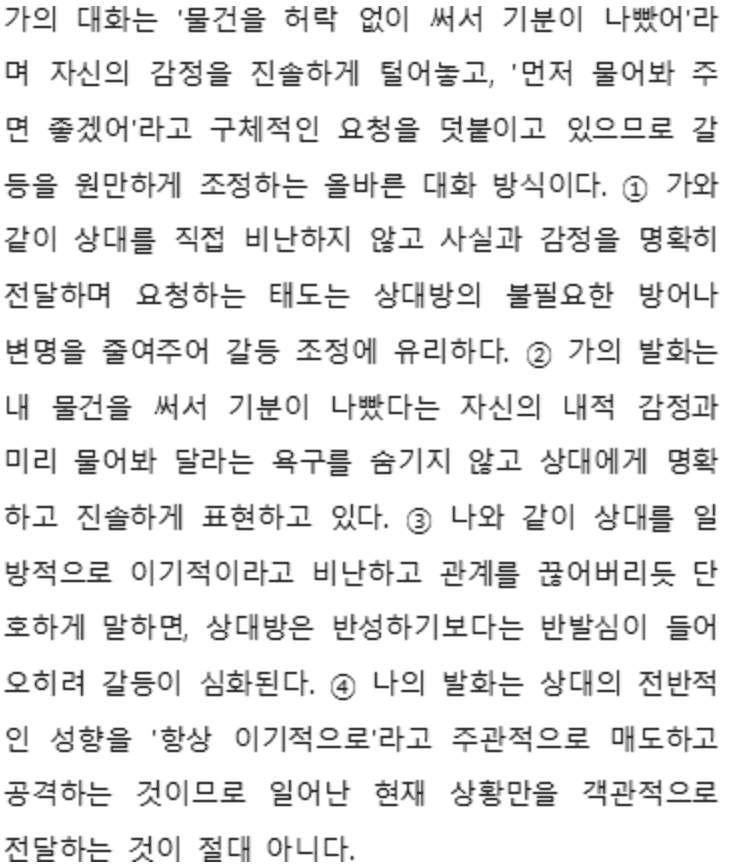 가의 대화는 '물건을 허락 없이 써서 기분이 나빴어'라
며 자신의 감정을 진솔하게 털어놓고, '먼저 물어봐 주
면 좋겠어'라고 구체적인 요청을 덧붙이고 있으므로 갈
등을 원만하게 조정하는 올바른 대화 방식이다. ① 가와
같이 상대를 직접 비난하지 않고 사실과 감정을 명확히
전달하며 요청하는 태도는 상대방의 불필요한 방어나
변명을 줄여주어 갈등 조정에 유리하다. ② 가의 발화는
내 물건을 써서 기분이 나빴다는 자신의 내적 감정과
미리 물어봐 달라는 욕구를 숨기지 않고 상대에게 명확
하고 진솔하게 표현하고 있다. ③ 나와 같이 상대를 일
방적으로 이기적이라고 비난하고 관계를 끊어버리듯 단
호하게 말하면, 상대방은 반성하기보다는 반발심이 들어
오히려 갈등이 심화된다. ④ 나의 발화는 상대의 전반적
인 성향을 '항상 이기적으로'라고 주관적으로 매도하고
공격하는 것이므로 일어난 현재 상황만을 객관적으로
전달하는 것이 절대 아니다.